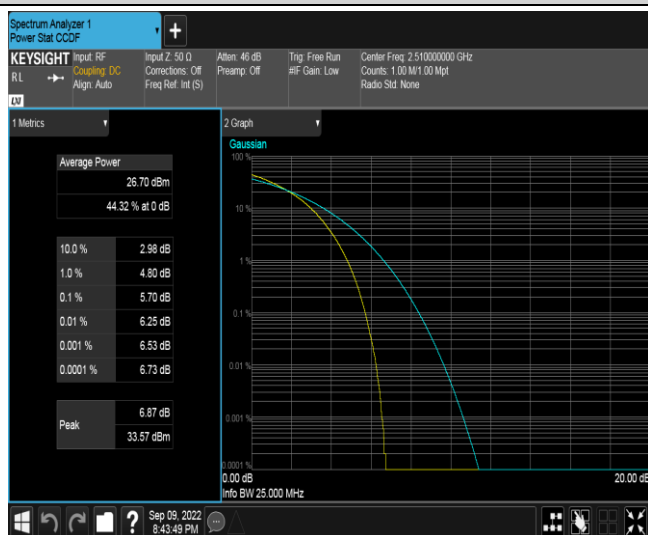 Spectrum Analyzer 1
Power Stat CCDF
KEYSIGHT
RL
LXI
Input: RF
Coupling: DC
Align: Auto
Input Z: 50 Ω
Corrections: Off
Freq Ref: Int (S)
Atten: 46 dB
Preamp: Off
Trig: Free Run
#IF Gain: Low
Center Freq: 2.510000000 GHz
Counts: 1.00 M/1.00 Mpt
Radio Std: None
1 Metrics
Average Power
26.70 dBm
44.32 % at 0 dB
10.0 % 2.98 dB
1.0 % 4.80 dB
0.1 % 5.70 dB
0.01 % 6.25 dB
0.001 % 6.53 dB
0.0001 % 6.73 dB
Peak
6.87 dB
33.57 dBm
2 Graph
Gaussian
100 %
10 %
1 %
0.1 %
0.01 %
0.001 %
0.0001 %
0.00 dB
20.00 dB
Info BW 25.000 MHz
Sep 09, 2022
8:43:49 PM